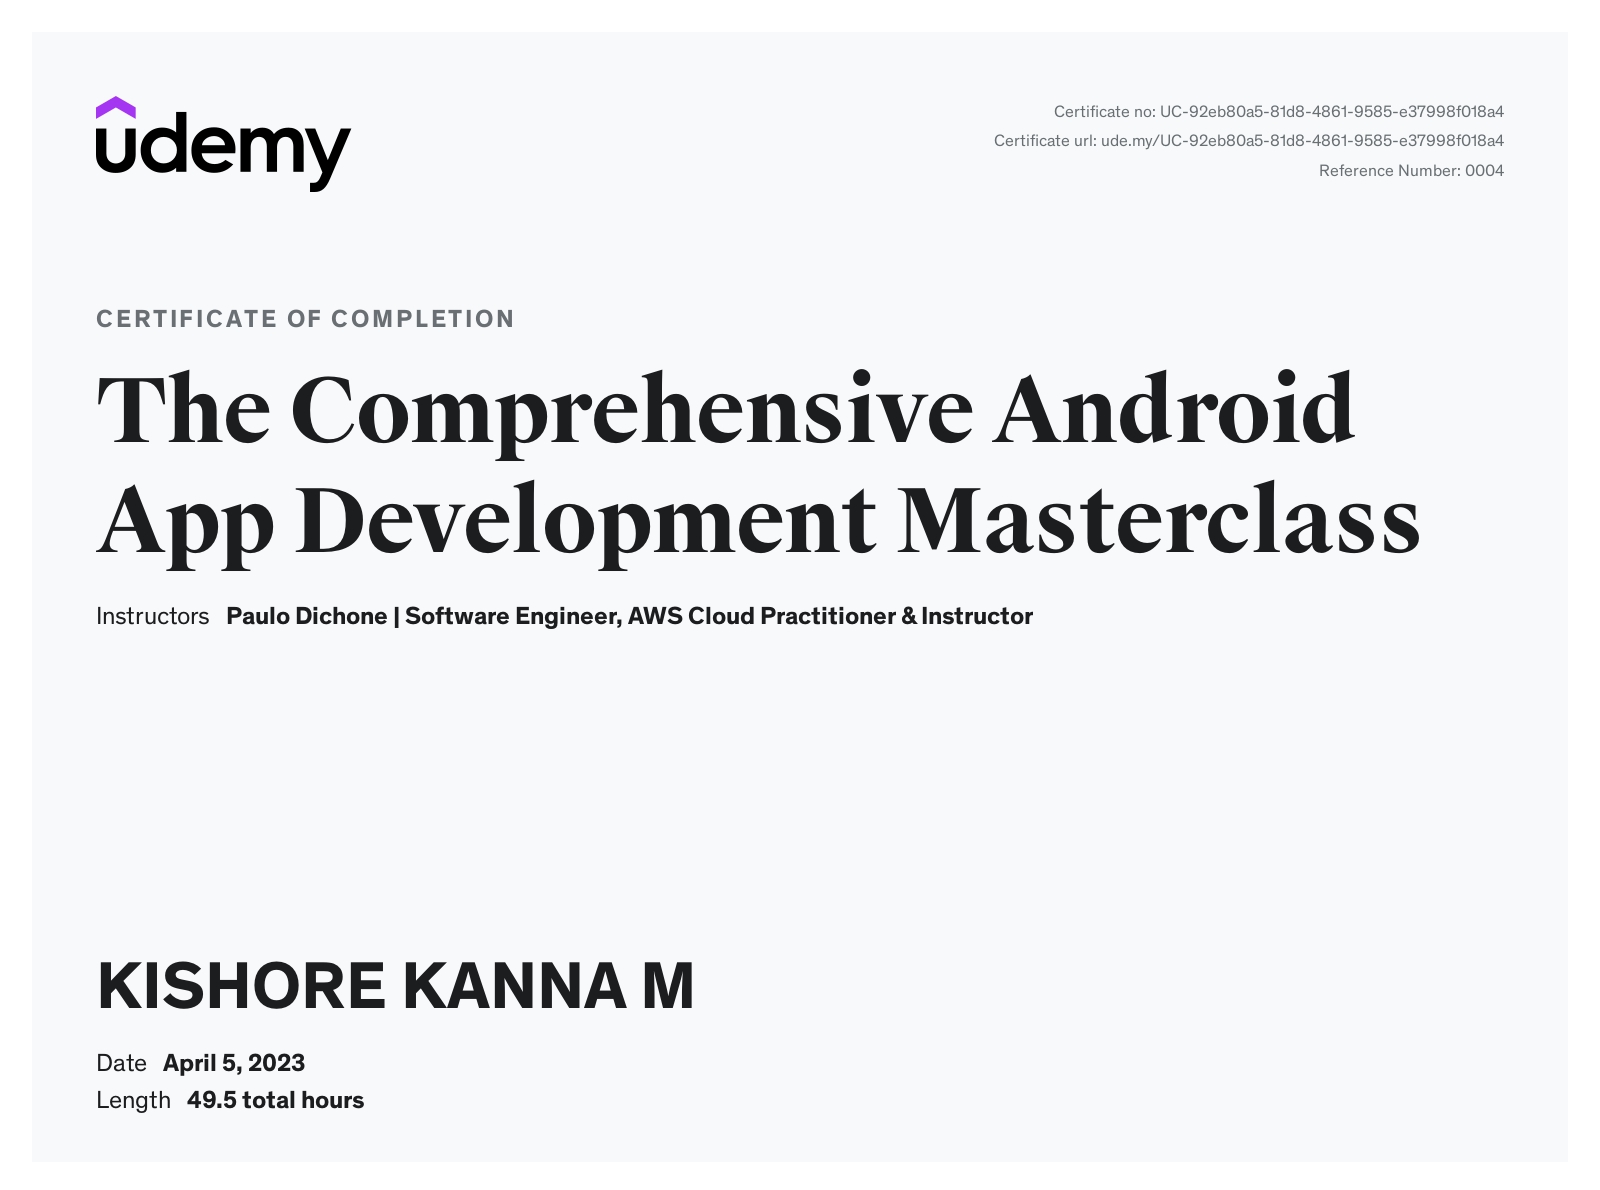 udemy
Certificate no: UC-92eb80a5-81d8-4861-9585-e37998f018a4
Certificate url: ude.my/UC-92eb80a5-81d8-4861-9585-e37998f018a4
Reference Number: 0004
CERTIFICATE OF COMPLETION
The Comprehensive Android
App Development Masterclass
Instructors Paulo Dichone | Software Engineer, AWS Cloud Practitioner & Instructor
KISHORE KANNA M
Date April 5, 2023
Length 49.5 total hours